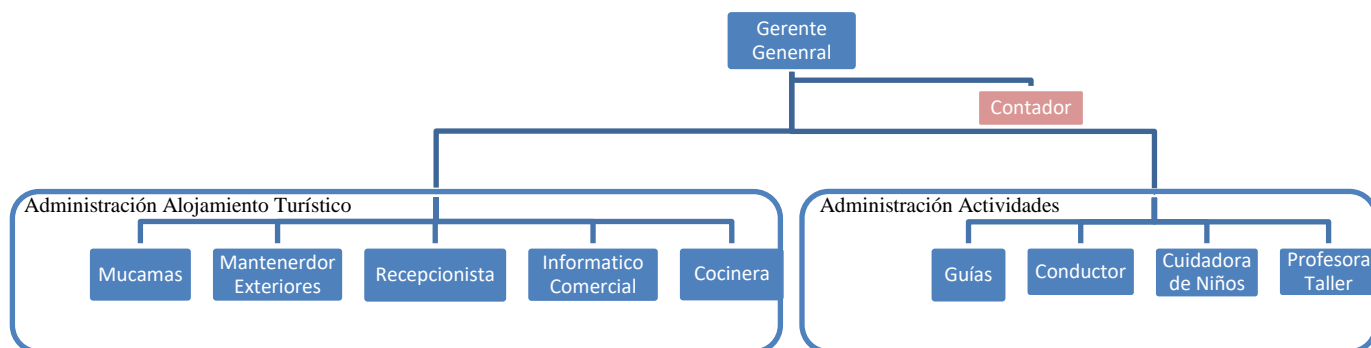 Gerente
Genenral
Contador
Administración Alojamiento Turístico
Administración Actividades
Mucamas
Mantenerdor
Exteriores
Recepcionista
Informatico
Comercial
Cocinera
Guías
Conductor
Cuidadora
de Niños
Profesora
Taller